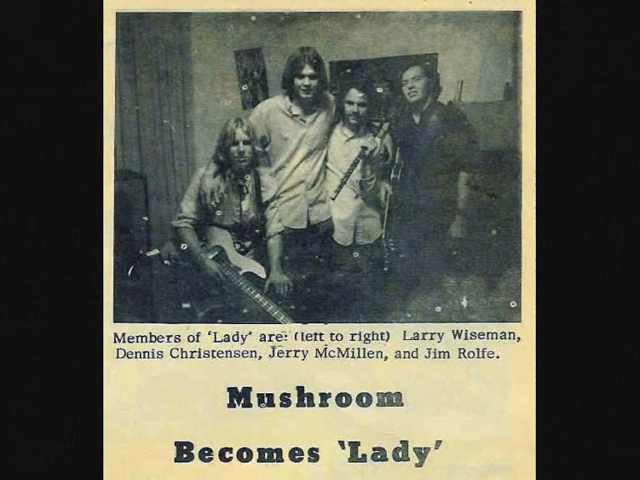 Members of 'Lady' are: (left to right) Larry Wiseman,
Dennis Christensen, Jerry McMillen, and Jim Rolfe.
Mushroom
Becomes 'Lady'